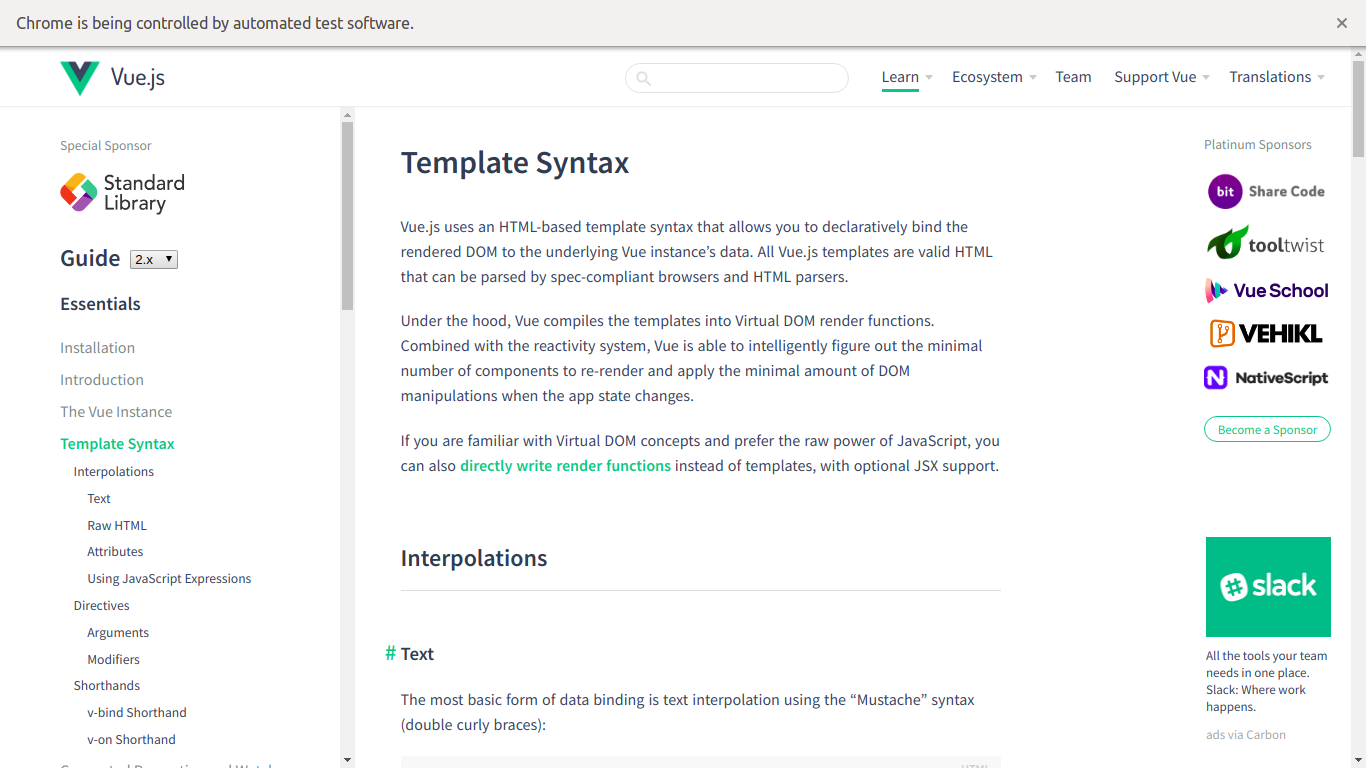 Chrome is being controlled by automated test software.
Vue.js
Learn
Ecosystem
Team
Support Vue
Translations
Special Sponsor
Standard
Library
Guide
2.x
Essentials
Installation
Introduction
The Vue Instance
Template Syntax
Interpolations
Text
Raw HTML
Attributes
Using JavaScript Expressions
Directives
Arguments
Modifiers
Shorthands
v-bind Shorthand
v-on Shorthand
Template Syntax
Vue.js uses an HTML-based template syntax that allows you to declaratively bind the
rendered DOM to the underlying Vue instance’s data. All Vue.js templates are valid HTML
that can be parsed by spec-compliant browsers and HTML parsers.
Under the hood, Vue compiles the templates into Virtual DOM render functions.
Combined with the reactivity system, Vue is able to intelligently figure out the minimal
number of components to re-render and apply the minimal amount of DOM
manipulations when the app state changes.
If you are familiar with Virtual DOM concepts and prefer the raw power of JavaScript, you
can also directly write render functions instead of templates, with optional JSX support.
Interpolations
# Text
The most basic form of data binding is text interpolation using the “Mustache” syntax
(double curly braces):
Platinum Sponsors
bit Share Code
tooltwist
Vue School
VEHIKL
NativeScript
Become a Sponsor
slack
All the tools your team
needs in one place.
Slack: Where work
happens.
ads via Carbon